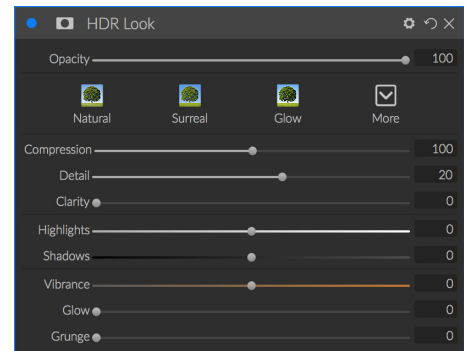 HDR Look
Opacity 100
Natural Surreal Glow More
Compression 100
Detail 20
Clarity 0
Highlights 0
Shadows 0
Vibrance 0
Glow 0
Grunge 0